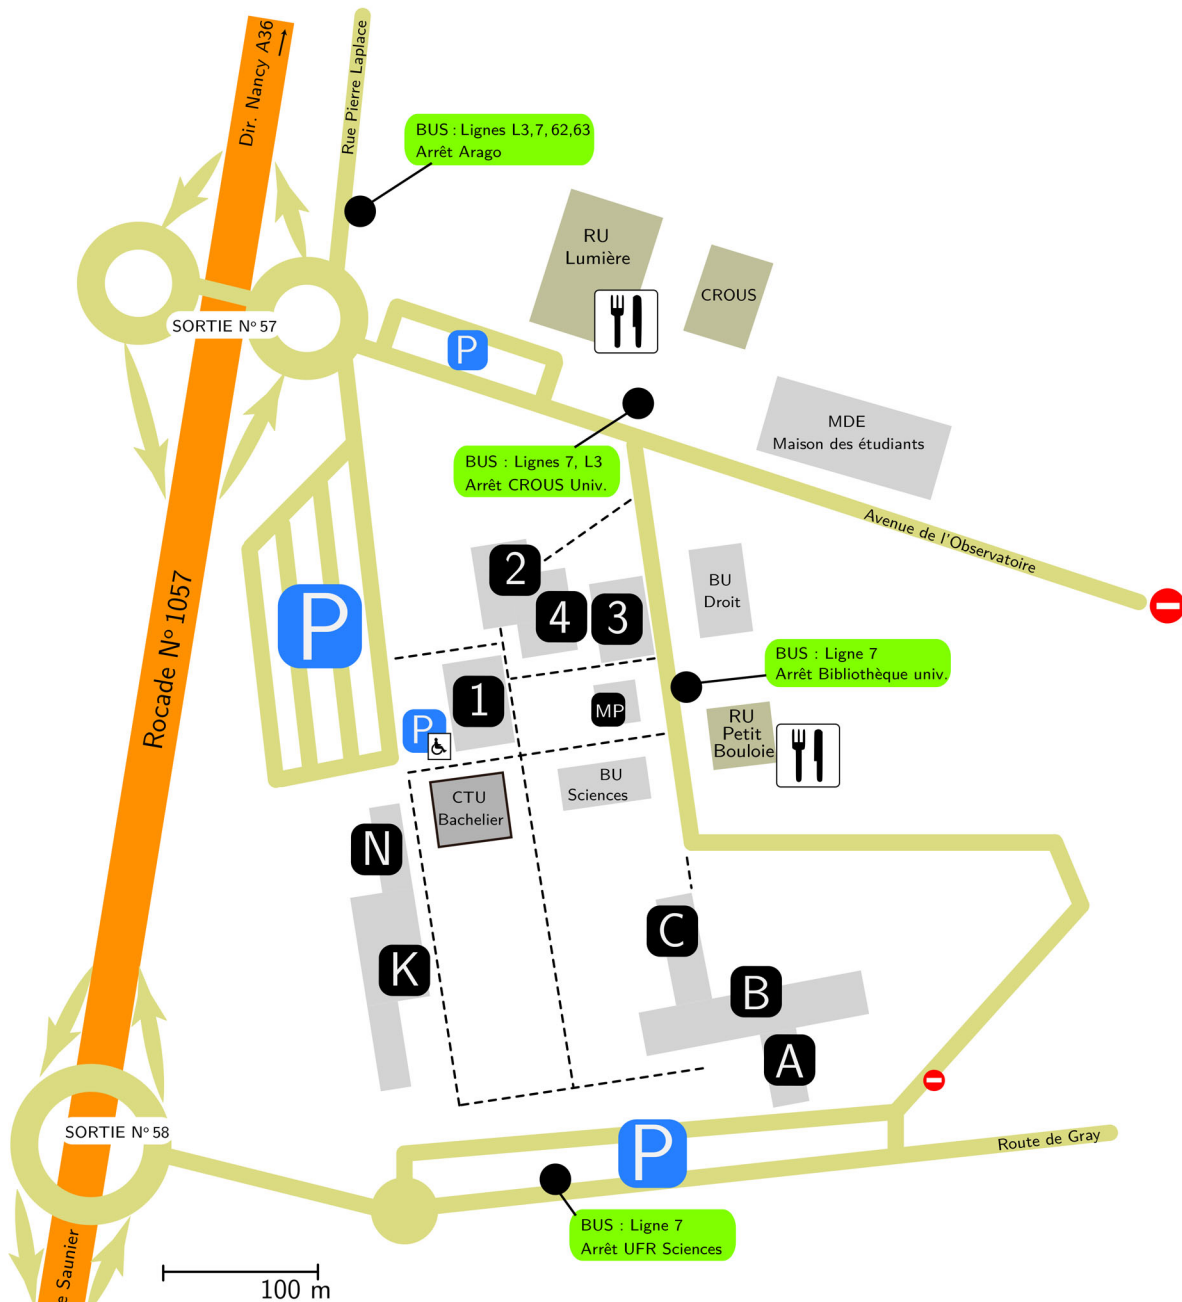 Dir. Nancy A36
Rue Pierre Laplace
BUS : Lignes L3,7, 62,63
Arrêt Arago
RU
Lumière
CROUS
SORTIE Nº 57
P
MDE
Maison des étudiants
BUS : Lignes 7, L3
Arrêt CROUS Univ.
Avenue de l'Observatoire
2
4
3
BU
Droit
P
Rocade Nº 1057
BUS : Ligne 7
Arrêt Bibliothèque univ.
1
MP
P
RU
Petit
Bouloie
BU
Sciences
CTU
Bachelier
N
C
K
B
A
SORTIE Nº 58
P
Route de Gray
BUS : Ligne 7
Arrêt UFR Sciences
e Saunier
100 m